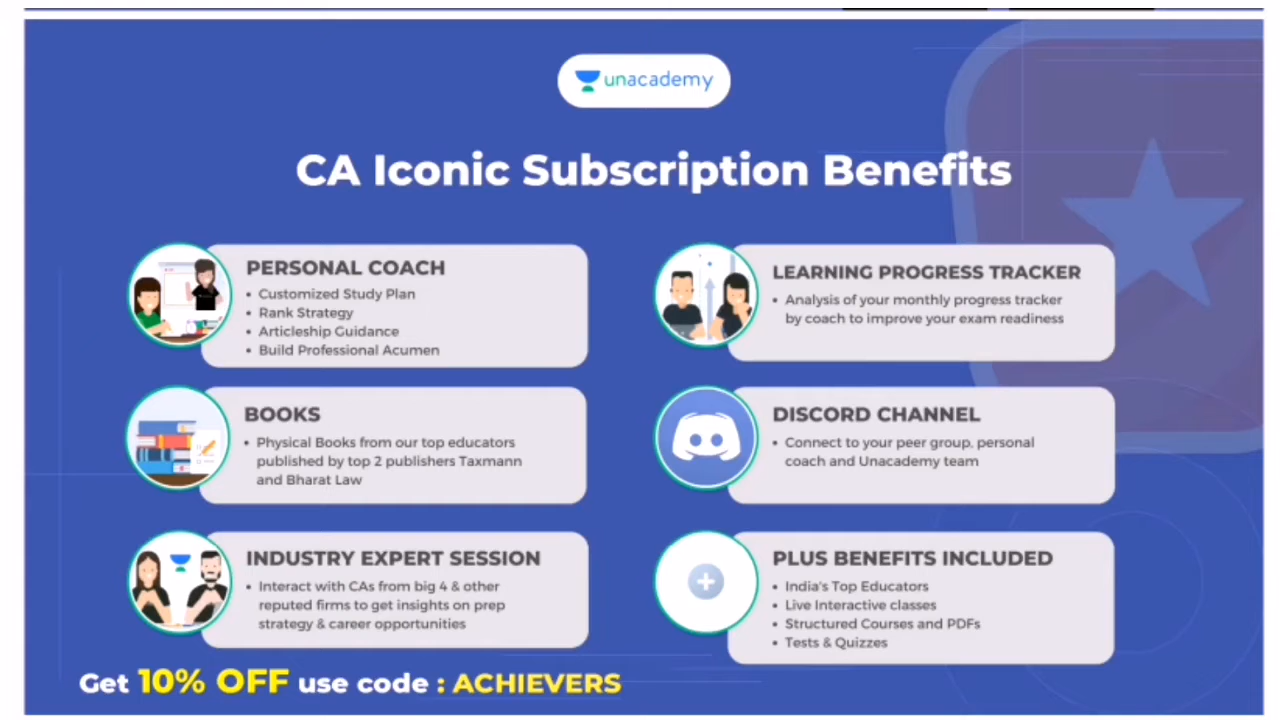 unacademy
CA Iconic Subscription Benefits
PERSONAL COACH
• Customized Study Plan
• Rank Strategy
• Articleship Guidance
• Build Professional Acumen
LEARNING PROGRESS TRACKER
• Analysis of your monthly progress tracker
by coach to improve your exam readiness
BOOKS
• Physical Books from our top educators
published by top 2 publishers Taxmann
and Bharat Law
DISCORD CHANNEL
• Connect to your peer group, personal
coach and Unacademy team
INDUSTRY EXPERT SESSION
• Interact with CAs from big 4 & other
reputed firms to get insights on prep
strategy & career opportunities
PLUS BENEFITS INCLUDED
• India's Top Educators
• Live Interactive classes
• Structured Courses and PDFs
• Tests & Quizzes
Get 10% OFF use code : ACHIEVERS